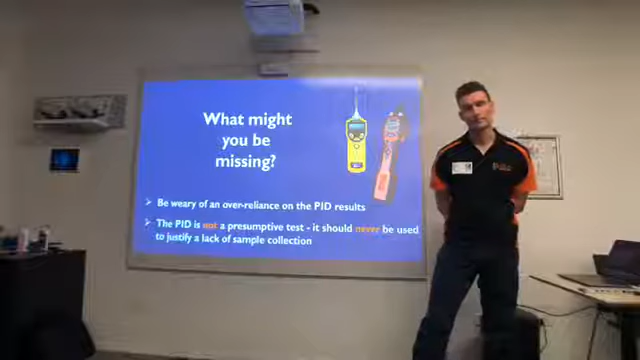 What might
you be
missing?
Be weary of an over-reliance on the PID results
The PID is not a presumptive test - it should never be used
to justify a lack of sample collection